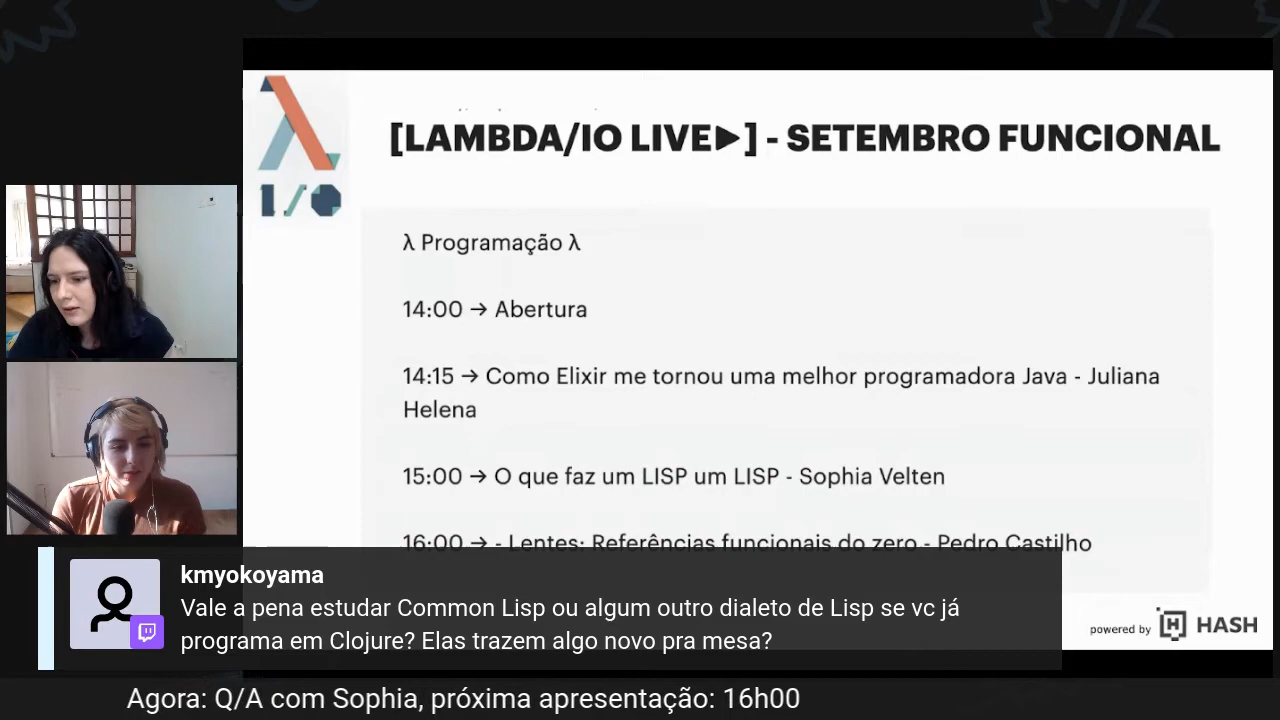 [LAMBDA/IO LIVE▶] - SETEMBRO FUNCIONAL
I/O
λ Programação λ
14:00 → Abertura
14:15 → Como Elixir me tornou uma melhor programadora Java - Juliana
Helena
15:00 → O que faz um LISP um LISP - Sophia Velten
16:00 → - Lentes: Referências funcionais do zero - Pedro Castilho
kmyokoyama
Vale a pena estudar Common Lisp ou algum outro dialeto de Lisp se vc já
programa em Clojure? Elas trazem algo novo pra mesa?
powered by HASH
Agora: Q/A com Sophia, próxima apresentação: 16h00